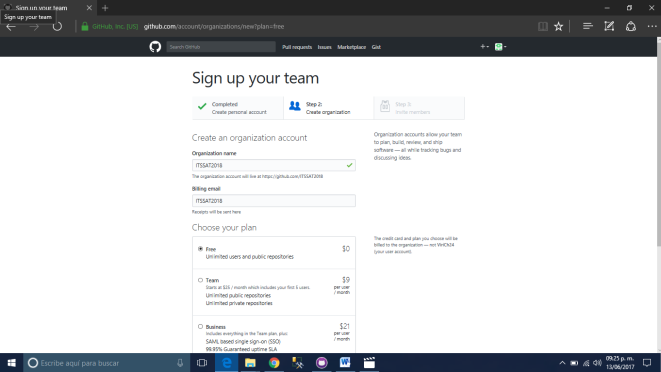 Sign up your team
Sign up your team
GitHub, Inc. [US] github.com/account/organizations/new?plan=free
Search GitHub
Pull requests Issues Marketplace Gist
Sign up your team
Completed
Create personal account
Step 2:
Create organization
Step 3:
Invite members
Create an organization account
Organization name
ITSSAT2018
The organization account will live at https://github.com/ITSSAT2018
Billing email
ITSSAT2018
Receipts will be sent here
Organization accounts allow your team
to plan, build, review, and ship
software — all while tracking bugs and
discussing ideas.
Choose your plan
Free
$0
Unlimited users and public repositories
Team
$9
Starts at $25 / month which includes your first 5 users.
per user
/ month
Unlimited public repositories
Unlimited private repositories
Business
$21
Includes everything in the Team plan, plus:
per user
/ month
SAML based single sign-on (SSO)
99.95% Guaranteed uptime SLA
The credit card and plan you choose will be
billed to the organization — not
(your user account).
Escribe aquí para buscar
09:25 p. m.
13/06/2017